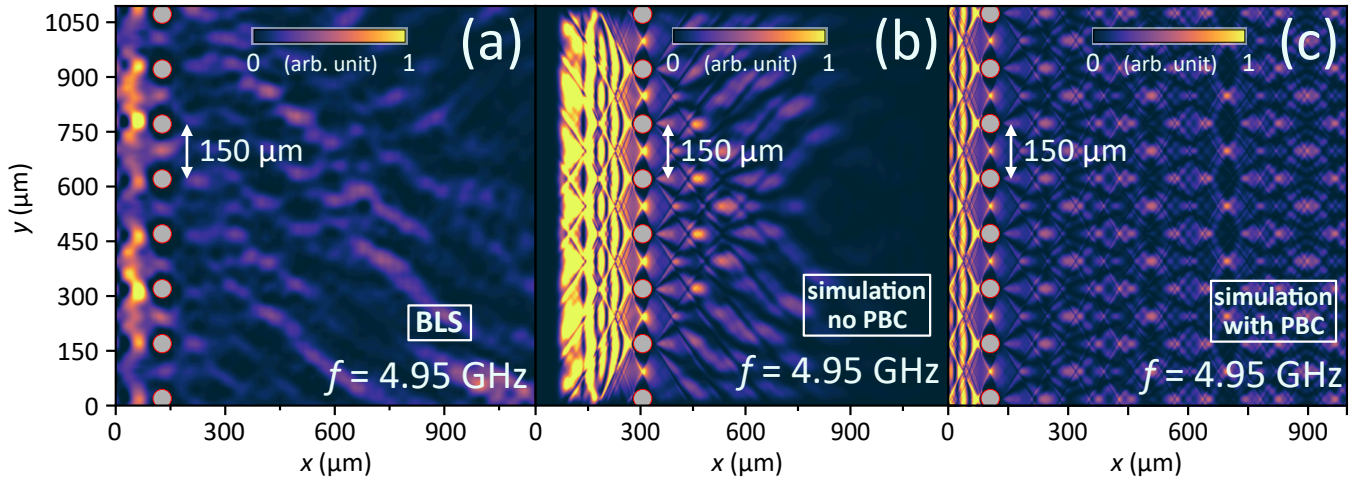 (a)
0 (arb. unit) 1
150 μm
BLS
f = 4.95 GHz
y (μm)
1050
900
750
600
450
300
150
0
0 300 600 900
x (μm)
(b)
0 (arb. unit) 1
150 μm
simulation
no PBC
f = 4.95 GHz
0 300 600 900
x (μm)
(c)
0 (arb. unit) 1
150 μm
simulation
with PBC
f = 4.95 GHz
0 300 600 900
x (μm)